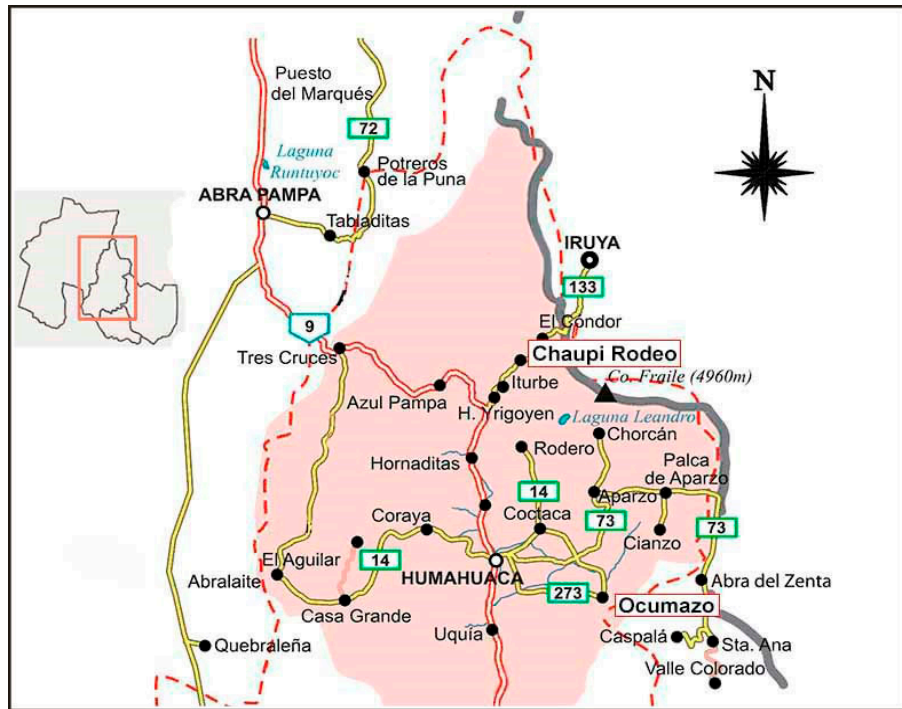 Puesto
del Marqués
N
72
Laguna
Runtuyoc
Potreros
de la Puna
ABRA PAMPA
Tabladitas
IRUYA
133
9
El Cóndor
Tres Cruces
Chaupi Rodeo
Co. Fraile (4960m)
Iturbe
Azul Pampa
H. Yrigoyen
Laguna Leandro
Chorcán
Rodero
Hornaditas
Palca
de Aparzo
14
Aparzo
Coctaca
73
73
Coraya
Cianzo
14
El Aguilar
Abralaite
HUMAHUACA
Abra del Zenta
273
Casa Grande
Ocumazo
Uquía
Caspalá
Sta. Ana
Quebraleña
Valle Colorado